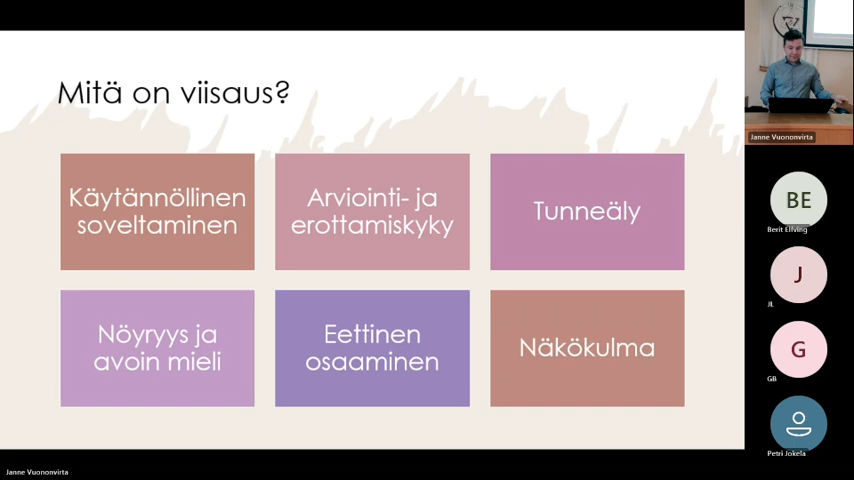 Mitä on viisaus?
Käytännöllinen
soveltaminen
Arviointi- ja
erottamiskyky
Tunneäly
Nöyryys ja
avoin mieli
Eettinen
osaaminen
Näkökulma
Janne Vuononvirta
BE
Berit Elfving
J
JL
G
GB
Petri Jokela
Janne Vuononvirta